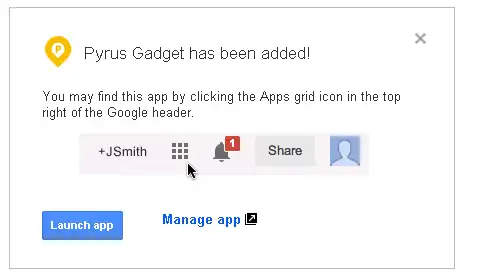 P
Pyrus Gadget has been added!
You may find this app by clicking the Apps grid icon in the top
right of the Google header.
+JSmith 1 Share
Launch app Manage app